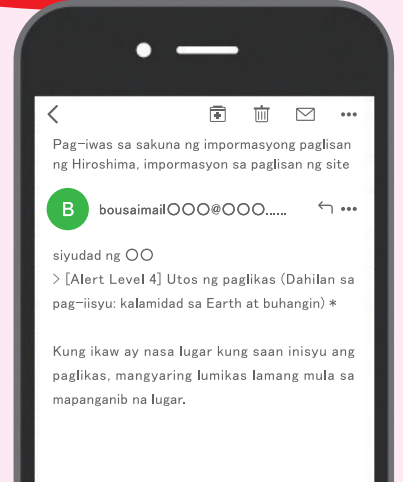 Pag-iwas sa sakuna ng impormasyong paglisan
ng Hiroshima, impormasyon sa paglisan ng site
B
bousaimail〇〇〇@〇〇〇......
siyudad ng 〇〇
> [Alert Level 4] Utos ng paglikas (Dahilan sa
pag-iisyu: kalamidad sa Earth at buhangin) *
Kung ikaw ay nasa lugar kung saan inisyu ang
paglikas, mangyaring lumikas lamang mula sa
mapanganib na lugar.